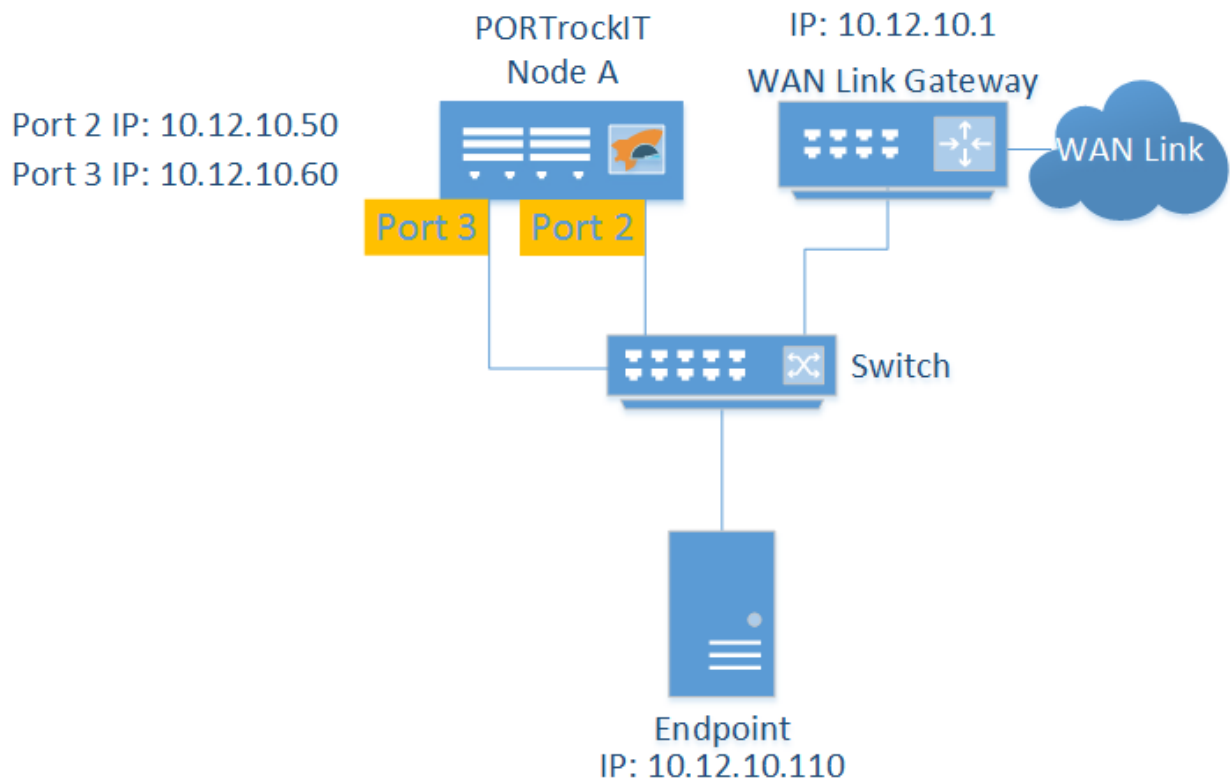 PORTrockIT
Node A
IP: 10.12.10.1
WAN Link Gateway
WAN Link
Port 2 IP: 10.12.10.50
Port 3 IP: 10.12.10.60
Port 3
Port 2
Switch
Endpoint
IP: 10.12.10.110